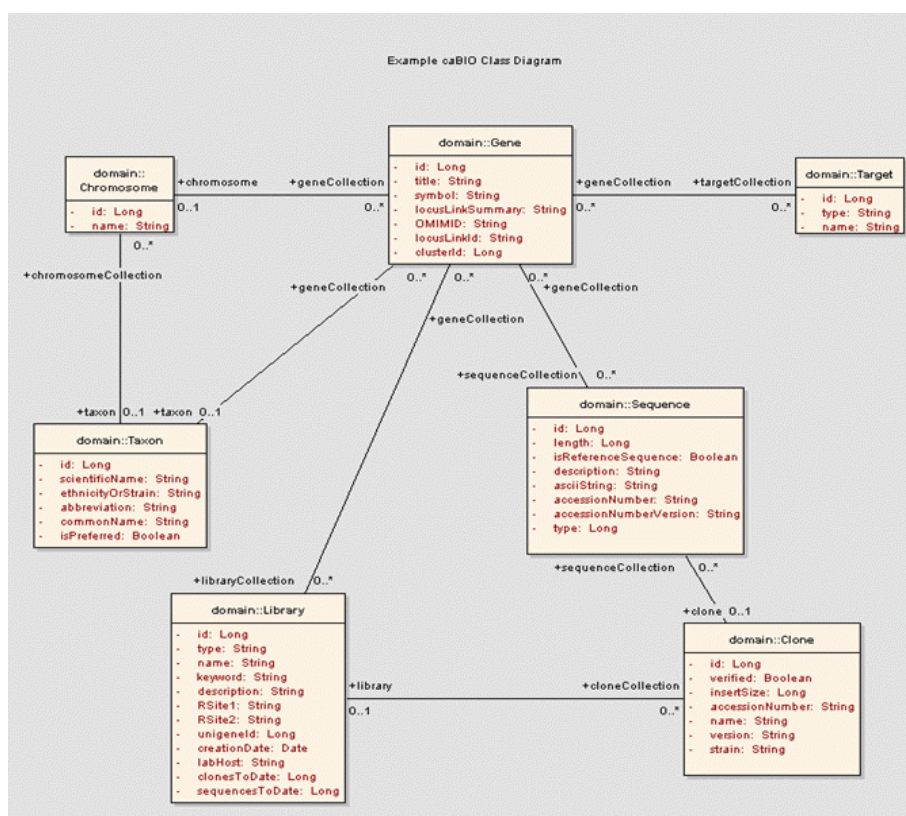 Example caBIO Class Diagram
domain::Gene
- id: Long
- title: String
- symbol: String
- locusLinkSummary: String
- OMIMID: String
- locusLinkId: String
- clusterId: Long
domain::
Chromosome
- id: Long
- name: String
domain::Target
- id: Long
- type: String
- name: String
+chromosome
0..1
+geneCollection
0..*
+geneCollection
0..*
+targetCollection
0..*
0..*
+chromosomeCollection
0..*
+geneCollection
0..*
+geneCollection
0..*
+geneCollection
+sequenceCollection 0..*
+taxon 0..1
+taxon 0..1
domain::Taxon
- id: Long
- scientificName: String
- ethnicityOrStrain: String
- abbreviation: String
- commonName: String
- isPreferred: Boolean
domain::Sequence
- id: Long
- length: Long
- isReferenceSequence: Boolean
- description: String
- asciiString: String
- accessionNumber: String
- accessionNumberVersion: String
- type: Long
+sequenceCollection 0..*
+clone 0..1
+libraryCollection 0..*
domain::Library
- id: Long
- type: String
- name: String
- keyword: String
- description: String
- RSite1: String
- RSite2: String
- unigeneId: Long
- creationDate: Date
- labHost: String
- clonesToDate: Long
- sequencesToDate: Long
+library
0..1
+cloneCollection
0..*
domain::Clone
- id: Long
- verified: Boolean
- insertSize: Long
- accessionNumber: String
- name: String
- version: String
- strain: String